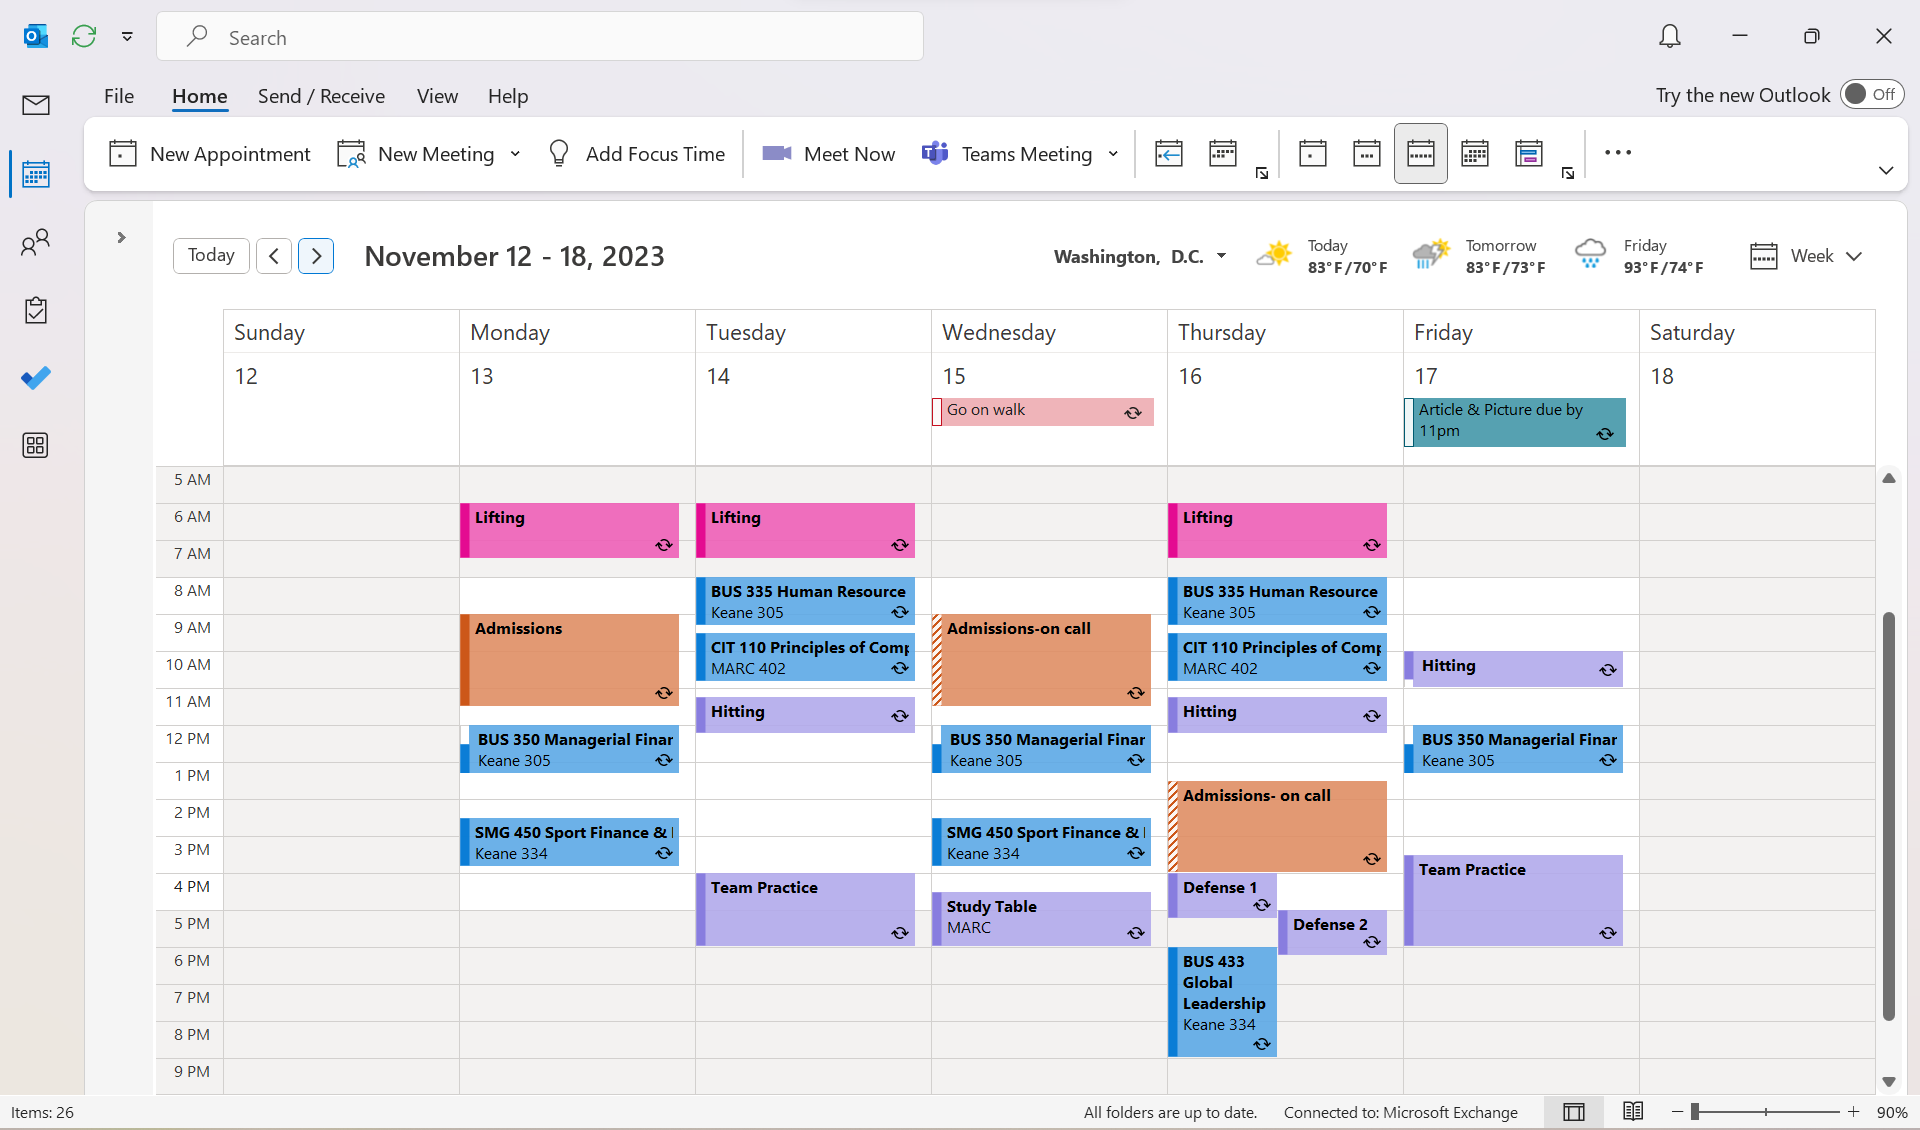 Search
File Home Send / Receive View Help
Try the new Outlook Off
New Appointment New Meeting Add Focus Time Meet Now Teams Meeting
Today November 12 - 18, 2023
Washington, D.C.
Today
83°F/70°F
Tomorrow
83°F/73°F
Friday
93°F/74°F
Week
Sunday Monday Tuesday Wednesday Thursday Friday Saturday
12 13 14 15 16 17 18
Go on walk
Article & Picture due by
11pm
5 AM
6 AM
7 AM
8 AM
9 AM
10 AM
11 AM
12 PM
1 PM
2 PM
3 PM
4 PM
5 PM
6 PM
7 PM
8 PM
9 PM
Lifting
Admissions
BUS 350 Managerial Finar
Keane 305
SMG 450 Sport Finance &
Keane 334
Lifting
BUS 335 Human Resource
Keane 305
CIT 110 Principles of Comp
MARC 402
Hitting
Team Practice
Admissions-on call
BUS 350 Managerial Finar
Keane 305
SMG 450 Sport Finance &
Keane 334
Study Table
MARC
Lifting
BUS 335 Human Resource
Keane 305
CIT 110 Principles of Comp
MARC 402
Hitting
Admissions- on call
Defense 1
Defense 2
BUS 433
Global
Leadership
Keane 334
Hitting
BUS 350 Managerial Finar
Keane 305
Team Practice
Items: 26
All folders are up to date. Connected to: Microsoft Exchange
90%